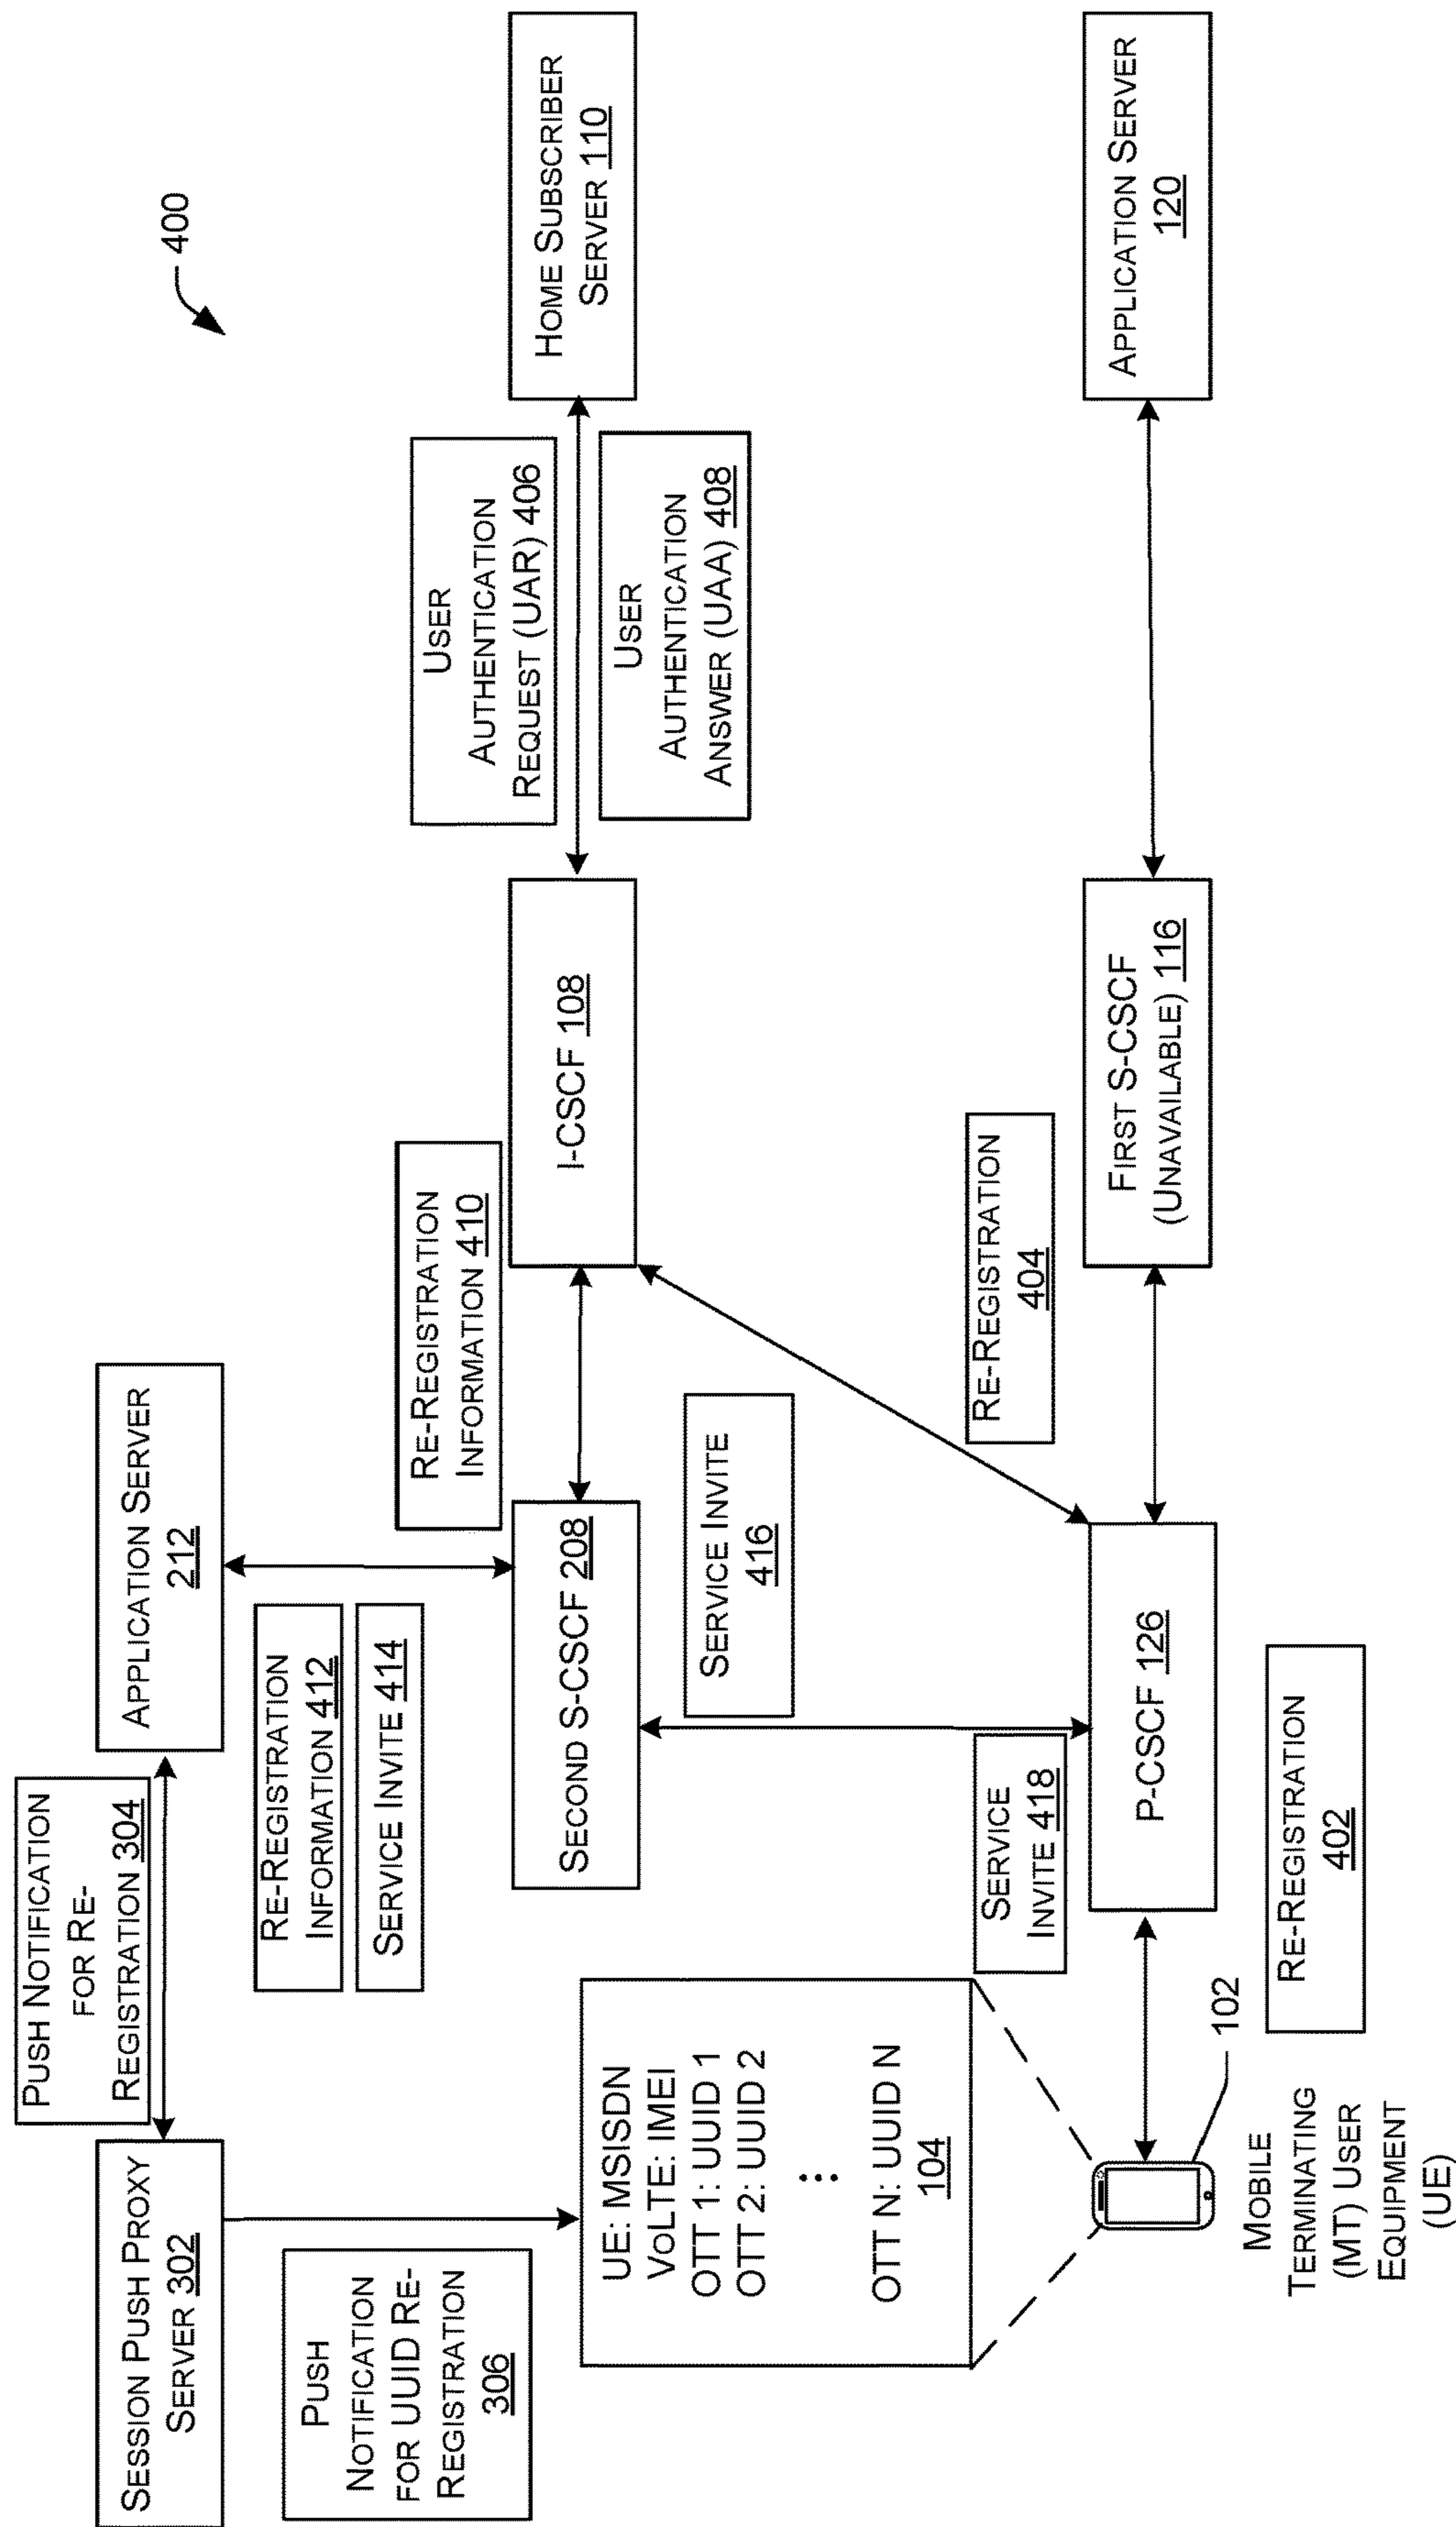 400
PUSH NOTIFICATION
FOR RE-
REGISTRATION 304
SESSION PUSH PROXY
SERVER 302
APPLICATION SERVER
212
PUSH
NOTIFICATION
FOR UUID RE-
REGISTRATION
306
RE-REGISTRATION
INFORMATION 412
SERVICE INVITE 414
RE-REGISTRATION
INFORMATION 410
USER
AUTHENTICATION
REQUEST (UAR) 406
SECOND S-CSCF 208
I-CSCF 108
HOME SUBSCRIBER
SERVER 110
USER
AUTHENTICATION
ANSWER (UAA) 408
UE: MSISDN
VOLTE: IMEI
OTT 1: UUID 1
OTT 2: UUID 2
⋮
OTT N: UUID N
104
SERVICE INVITE
416
SERVICE
INVITE 418
RE-REGISTRATION
404
P-CSCF 126
FIRST S-CSCF
(UNAVAILABLE) 116
APPLICATION SERVER
120
102
MOBILE
TERMINATING
(MT) USER
EQUIPMENT
(UE)
RE-REGISTRATION
402